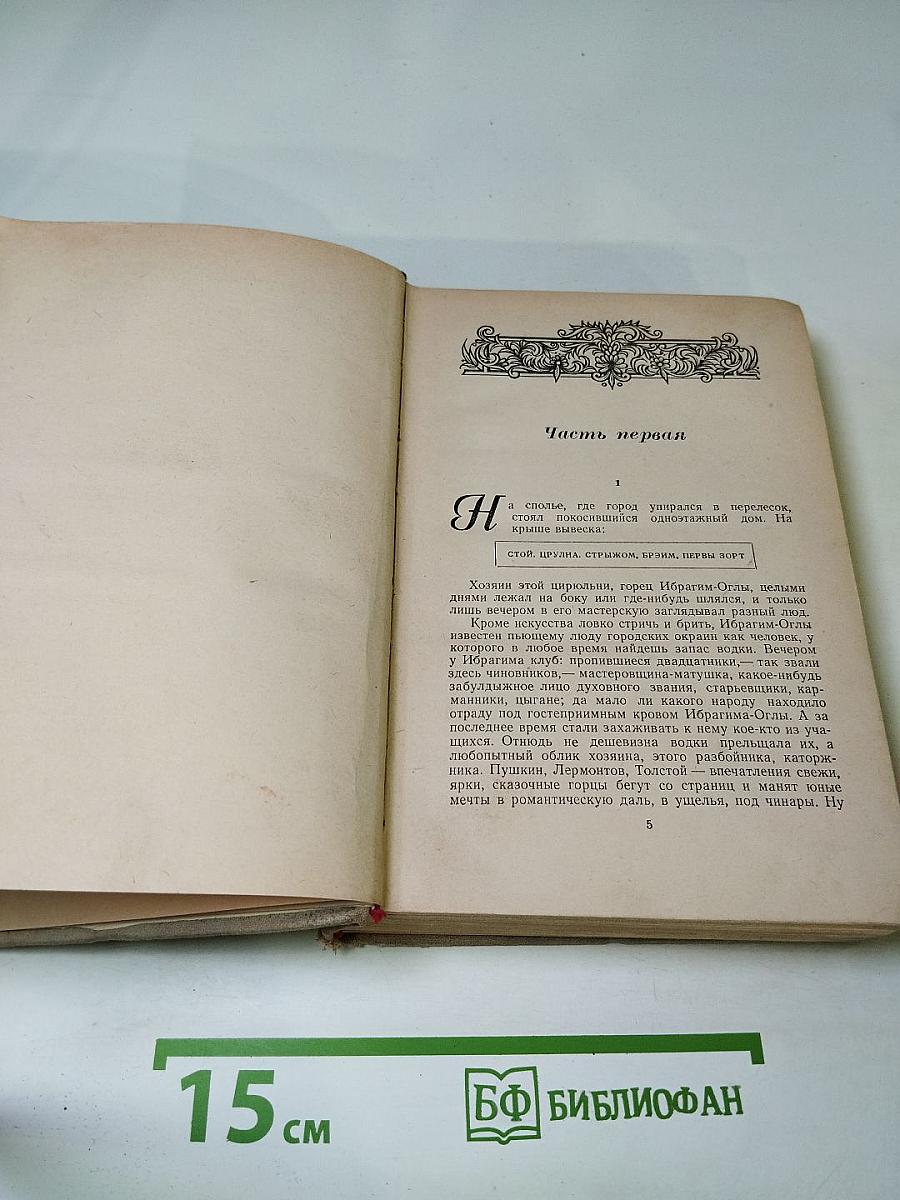 Часть первая
1
На споле, где город упирался в перелесок,
стоял покосившийся одноэтажный дом. На
крыше вывеска:
СТОЙ. ЦРУЛНА. СТРЫЖОМ, БРЭИМ, ПЕРВЫ ЗОРТ
Хозяин этой цирюльни, горец Ибрагим-Оглы, целыми
днями лежал на боку или где-нибудь шлялся, и только
лишь вечером в его мастерскую заглядывал разный люд.
Кроме искусства ловко стричь и брить, Ибрагим-Оглы
известен пьющему люду городских окраин как человек, у
которого в любое время найдешь запас водки. Вечером
у Ибрагима клуб: пропившиеся двадцатники,— так звали
здесь чиновников,— мастеровщина-матушка, какое-нибудь
забулдыжное лицо духовного звания, старьевщики, кар-
манники, цыгане; да мало ли какого народу находило
отраду под гостеприимным кровом Ибрагима-Оглы. А за
последнее время стали захаживать к нему кое-кто из уча-
щихся. Отнюдь не дешевизна водки прельщала их, а
любопытный облик хозяина, этого разбойника, каторж-
ника. Пушкин, Лермонтов, Толстой — впечатления свежи,
ярки, сказочные горцы бегут со страниц и манят юные
мечты в романтическую даль, в ущелья, под чинары. Ну
5
15 см
БФ БИБЛИОФАН